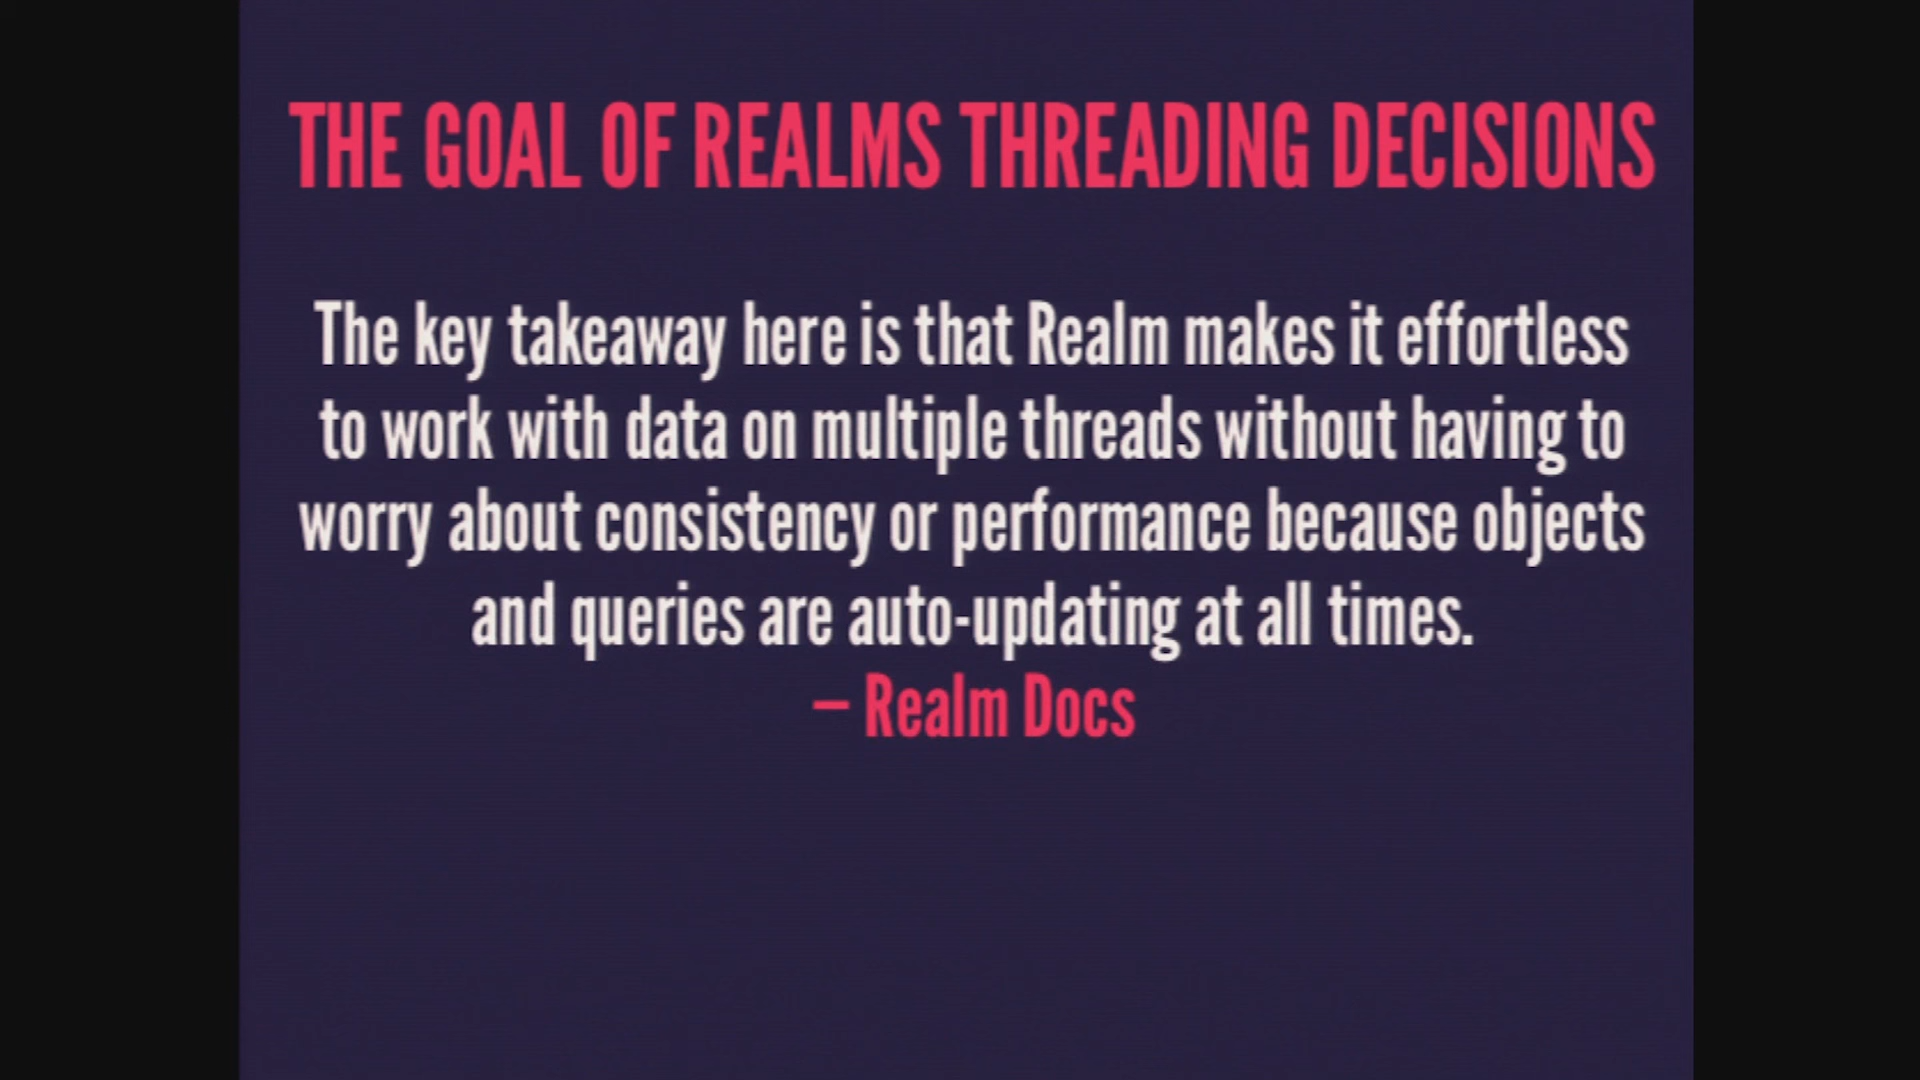 THE GOAL OF REALMS THREADING DECISIONS
The key takeaway here is that Realm makes it effortless
to work with data on multiple threads without having to
worry about consistency or performance because objects
and queries are auto-updating at all times.
— Realm Docs